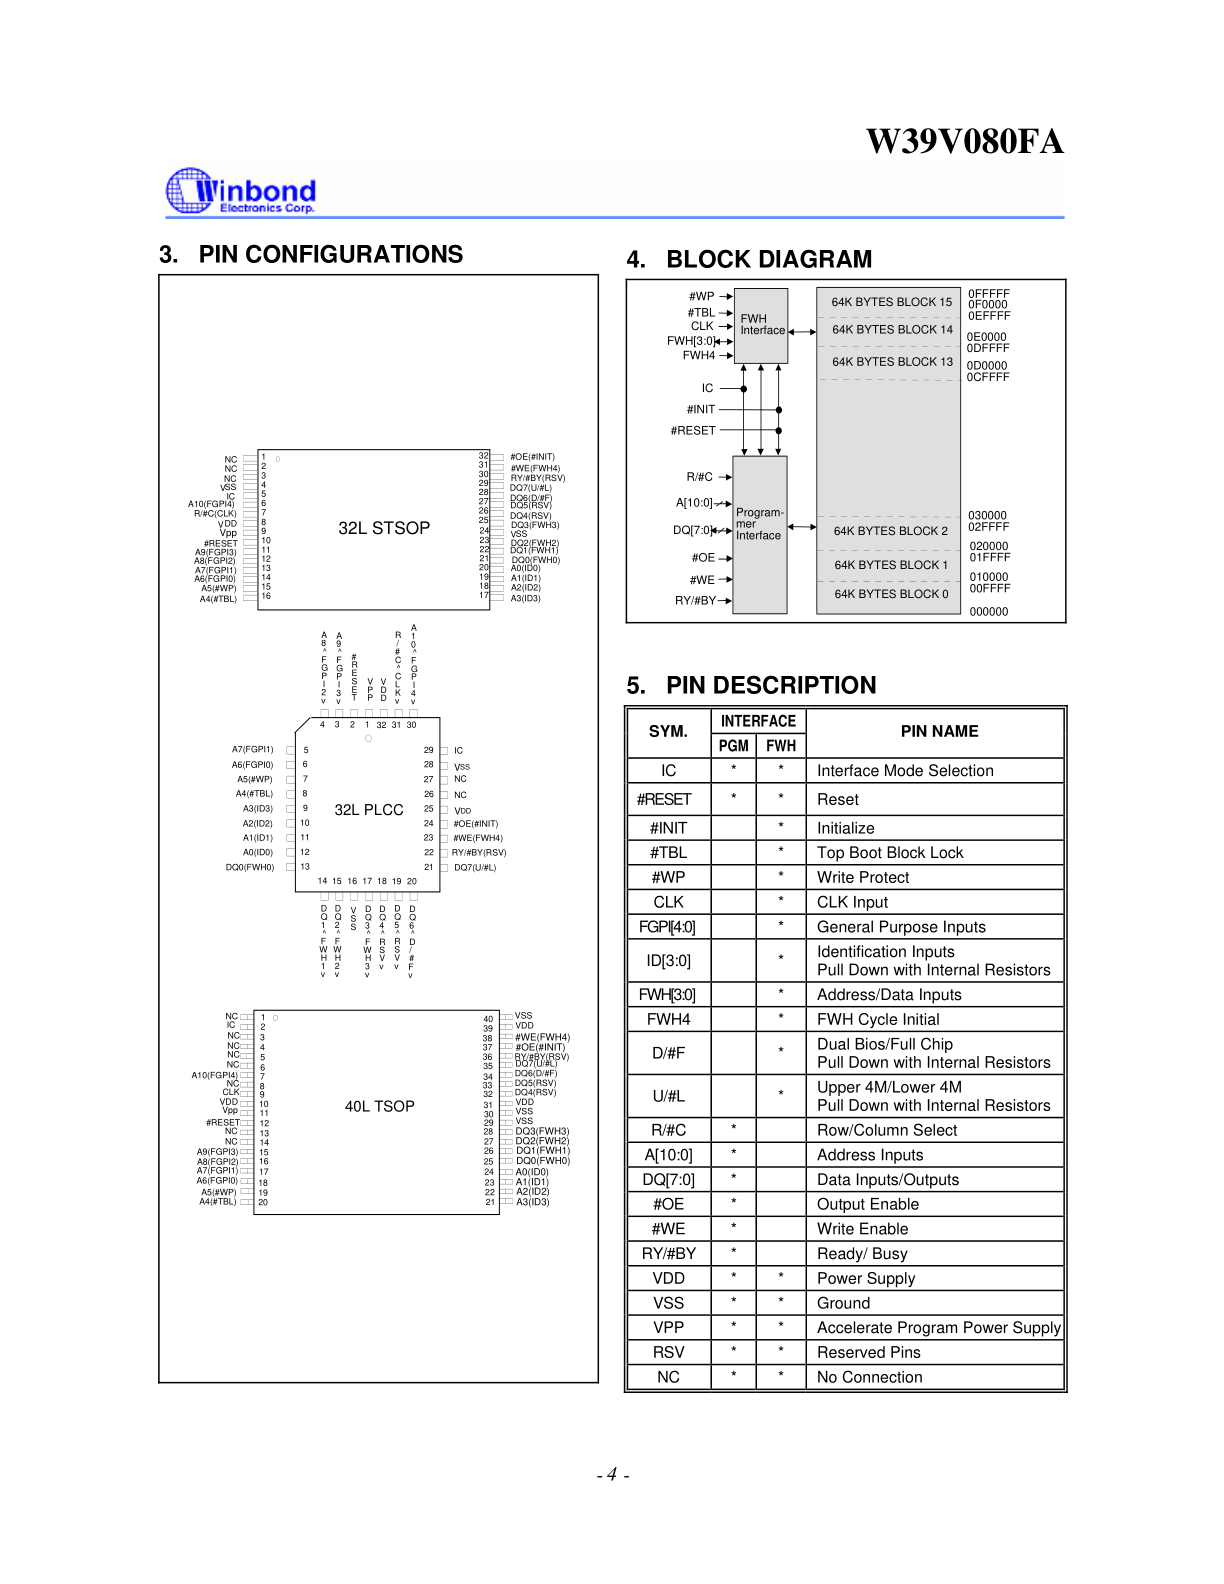 W39V080FA
Winbond
Electronics Corp.
3. PIN CONFIGURATIONS
NC
NC
NC
VSS
IC
A10(FGPI4)
R/#C(CLK)
VDD
Vpp
#RESET
A9(FGPI3)
A8(FGPI2)
A7(FGPI1)
A6(FGPI0)
A5(#WP)
A4(#TBL)
1
2
3
4
5
6
7
8
9
10
11
12
13
14
15
16
32L STSOP
32
31
30
29
28
27
26
25
24
23
22
21
20
19
18
17
#OE(#INIT)
#WE(FWH4)
RY/#BY(RSV)
DQ7(U/#L)
DQ6(D/#F)
DQ5(RSV)
DQ4(RSV)
DQ3(FWH3)
VSS
DQ2(FWH2)
DQ1(FWH1)
DQ0(FWH0)
A0(ID0)
A1(ID1)
A2(ID2)
A3(ID3)
A8^FGPI2v
A9^FGPI3v
#RESET
VPP
VDD
R/#C^CLKv
A10^FGPI4v
4 3 2 1 32 31 30
A7(FGPI1) 5
A6(FGPI0) 6
A5(#WP) 7
A4(#TBL) 8
A3(ID3) 9
A2(ID2) 10
A1(ID1) 11
A0(ID0) 12
DQ0(FWH0) 13
32L PLCC
29 IC
28 VSS
27 NC
26 NC
25 VDD
24 #OE(#INIT)
23 #WE(FWH4)
22 RY/#BY(RSV)
21 DQ7(U/#L)
14 15 16 17 18 19 20
DQ1^FWH1v
DQ2^FWH2v
VSS
DQ3^FWH3v
DQ4^RSVv
DQ5^RSVv
DQ6^D/#Fv
NC
IC
NC
NC
NC
NC
A10(FGPI4)
NC
CLK
VDD
Vpp
#RESET
NC
NC
A9(FGPI3)
A8(FGPI2)
A7(FGPI1)
A6(FGPI0)
A5(#WP)
A4(#TBL)
1
2
3
4
5
6
7
8
9
10
11
12
13
14
15
16
17
18
19
20
40L TSOP
40
39
38
37
36
35
34
33
32
31
30
29
28
27
26
25
24
23
22
21
VSS
VDD
#WE(FWH4)
#OE(#INIT)
RY/#BY(RSV)
DQ7(U/#L)
DQ6(D/#F)
DQ5(RSV)
DQ4(RSV)
VDD
VSS
VSS
DQ3(FWH3)
DQ2(FWH2)
DQ1(FWH1)
DQ0(FWH0)
A0(ID0)
A1(ID1)
A2(ID2)
A3(ID3)
4. BLOCK DIAGRAM
#WP
#TBL
CLK
FWH[3:0]
FWH4
IC
#INIT
#RESET
R/#C
A[10:0]
DQ[7:0]
#OE
#WE
RY/#BY
FWH
Interface
Program-
mer
Interface
64K BYTES BLOCK 15
64K BYTES BLOCK 14
64K BYTES BLOCK 13
64K BYTES BLOCK 2
64K BYTES BLOCK 1
64K BYTES BLOCK 0
0FFFFF
0F0000
0EFFFF
0E0000
0DFFFF
0D0000
0CFFFF
030000
02FFFF
020000
01FFFF
010000
00FFFF
000000
5. PIN DESCRIPTION
SYM. INTERFACE PIN NAME
PGM FWH
IC * * Interface Mode Selection
#RESET * * Reset
#INIT * Initialize
#TBL * Top Boot Block Lock
#WP * Write Protect
CLK * CLK Input
FGPI[4:0] * General Purpose Inputs
ID[3:0] * Identification Inputs
Pull Down with Internal Resistors
FWH[3:0] * Address/Data Inputs
FWH4 * FWH Cycle Initial
D/#F * Dual Bios/Full Chip
Pull Down with Internal Resistors
U/#L * Upper 4M/Lower 4M
Pull Down with Internal Resistors
R/#C * Row/Column Select
A[10:0] * Address Inputs
DQ[7:0] * Data Inputs/Outputs
#OE * Output Enable
#WE * Write Enable
RY/#BY * Ready/ Busy
VDD * * Power Supply
VSS * * Ground
VPP * * Accelerate Program Power Supply
RSV * * Reserved Pins
NC * * No Connection
- 4 -